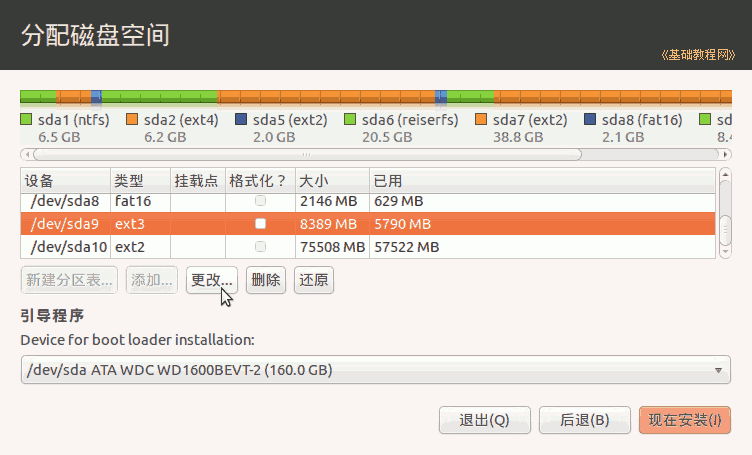 分配磁盘空间
《基础教程网》
sda1 (ntfs) sda2 (ext4) sda5 (ext2) sda6 (reiserfs) sda7 (ext2) sda8 (fat16) sd
6.5 GB 6.2 GB 2.0 GB 20.5 GB 38.8 GB 2.1 GB 8.4
设备 类型 挂载点 格式化？ 大小 已用
/dev/sda8 fat16 2146 MB 629 MB
/dev/sda9 ext3 8389 MB 5790 MB
/dev/sda10 ext2 75508 MB 57522 MB
新建分区表... 添加... 更改... 删除 还原
引导程序
Device for boot loader installation:
/dev/sda ATA WDC WD1600BEVT-2 (160.0 GB)
退出(Q) 后退(B) 现在安装(I)